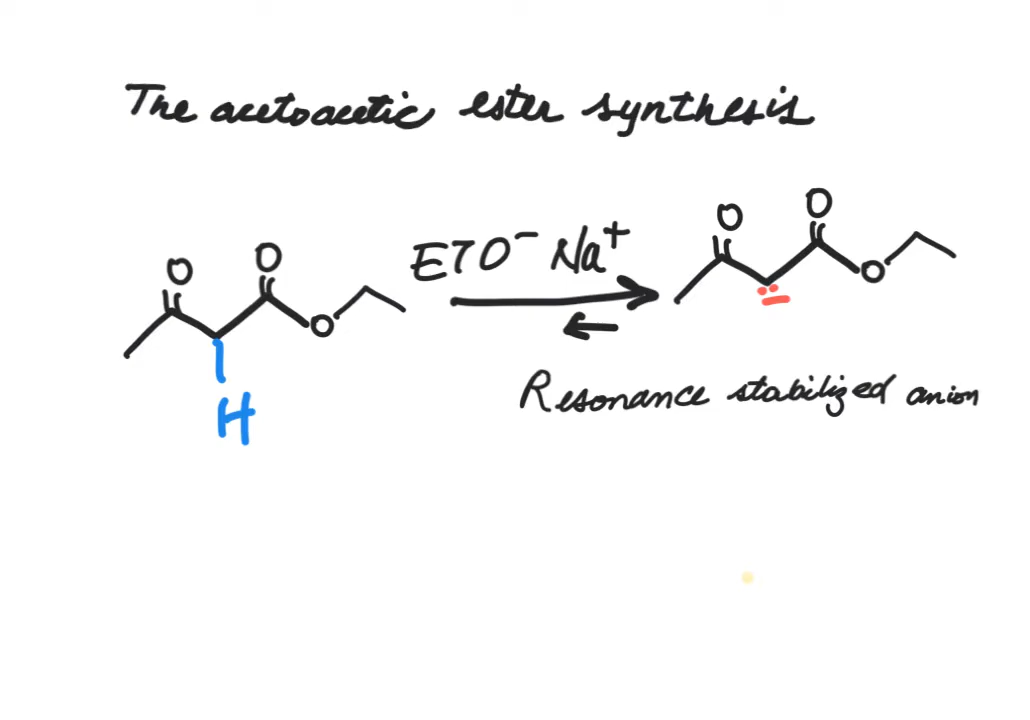 The acetoacetic ester synthesis
O O O H
ETO⁻ Na⁺
O O O
Resonance stabilized anion